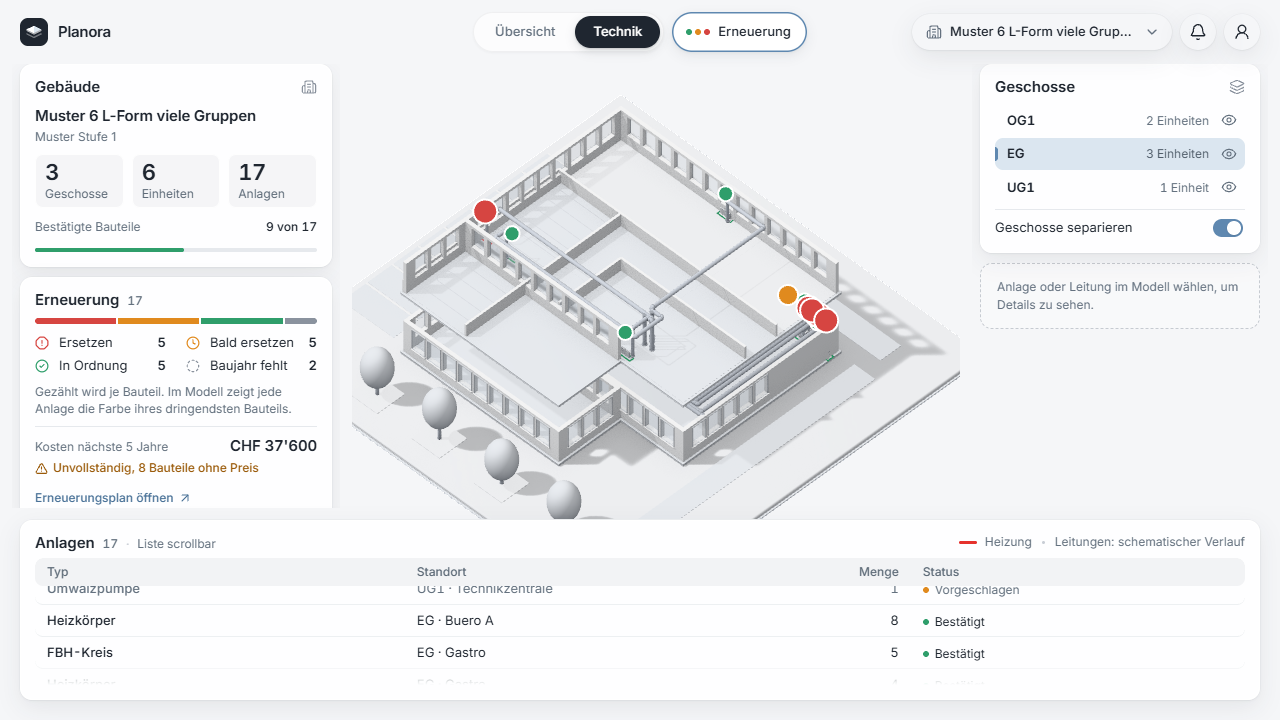 Planora
Übersicht
Technik
Erneuerung
Muster 6 L-Form viele Grup...
Gebäude
Muster 6 L-Form viele Gruppen
Muster Stufe 1
3 Geschosse
6 Einheiten
17 Anlagen
Bestätigte Bauteile 9 von 17
Erneuerung 17
Ersetzen 5 Bald ersetzen 5
In Ordnung 5 Baujahr fehlt 2
Gezählt wird je Bauteil. Im Modell zeigt jede
Anlage die Farbe ihres dringendsten Bauteils.
Kosten nächste 5 Jahre CHF 37'600
Unvollständig, 8 Bauteile ohne Preis
Erneuerungsplan öffnen
Geschosse
OG1 2 Einheiten
EG 3 Einheiten
UG1 1 Einheit
Geschosse separieren
Anlage oder Leitung im Modell wählen, um
Details zu sehen.
Anlagen 17 · Liste scrollbar
Heizung · Leitungen: schematischer Verlauf
Typ Standort Menge Status
Umwälzpumpe UG1 · Technikzentrale 1 Vorgeschlagen
Heizkörper EG · Buero A 8 Bestätigt
FBH-Kreis EG · Gastro 5 Bestätigt
Heizkörper EG · Gastro 4 Bestätigt